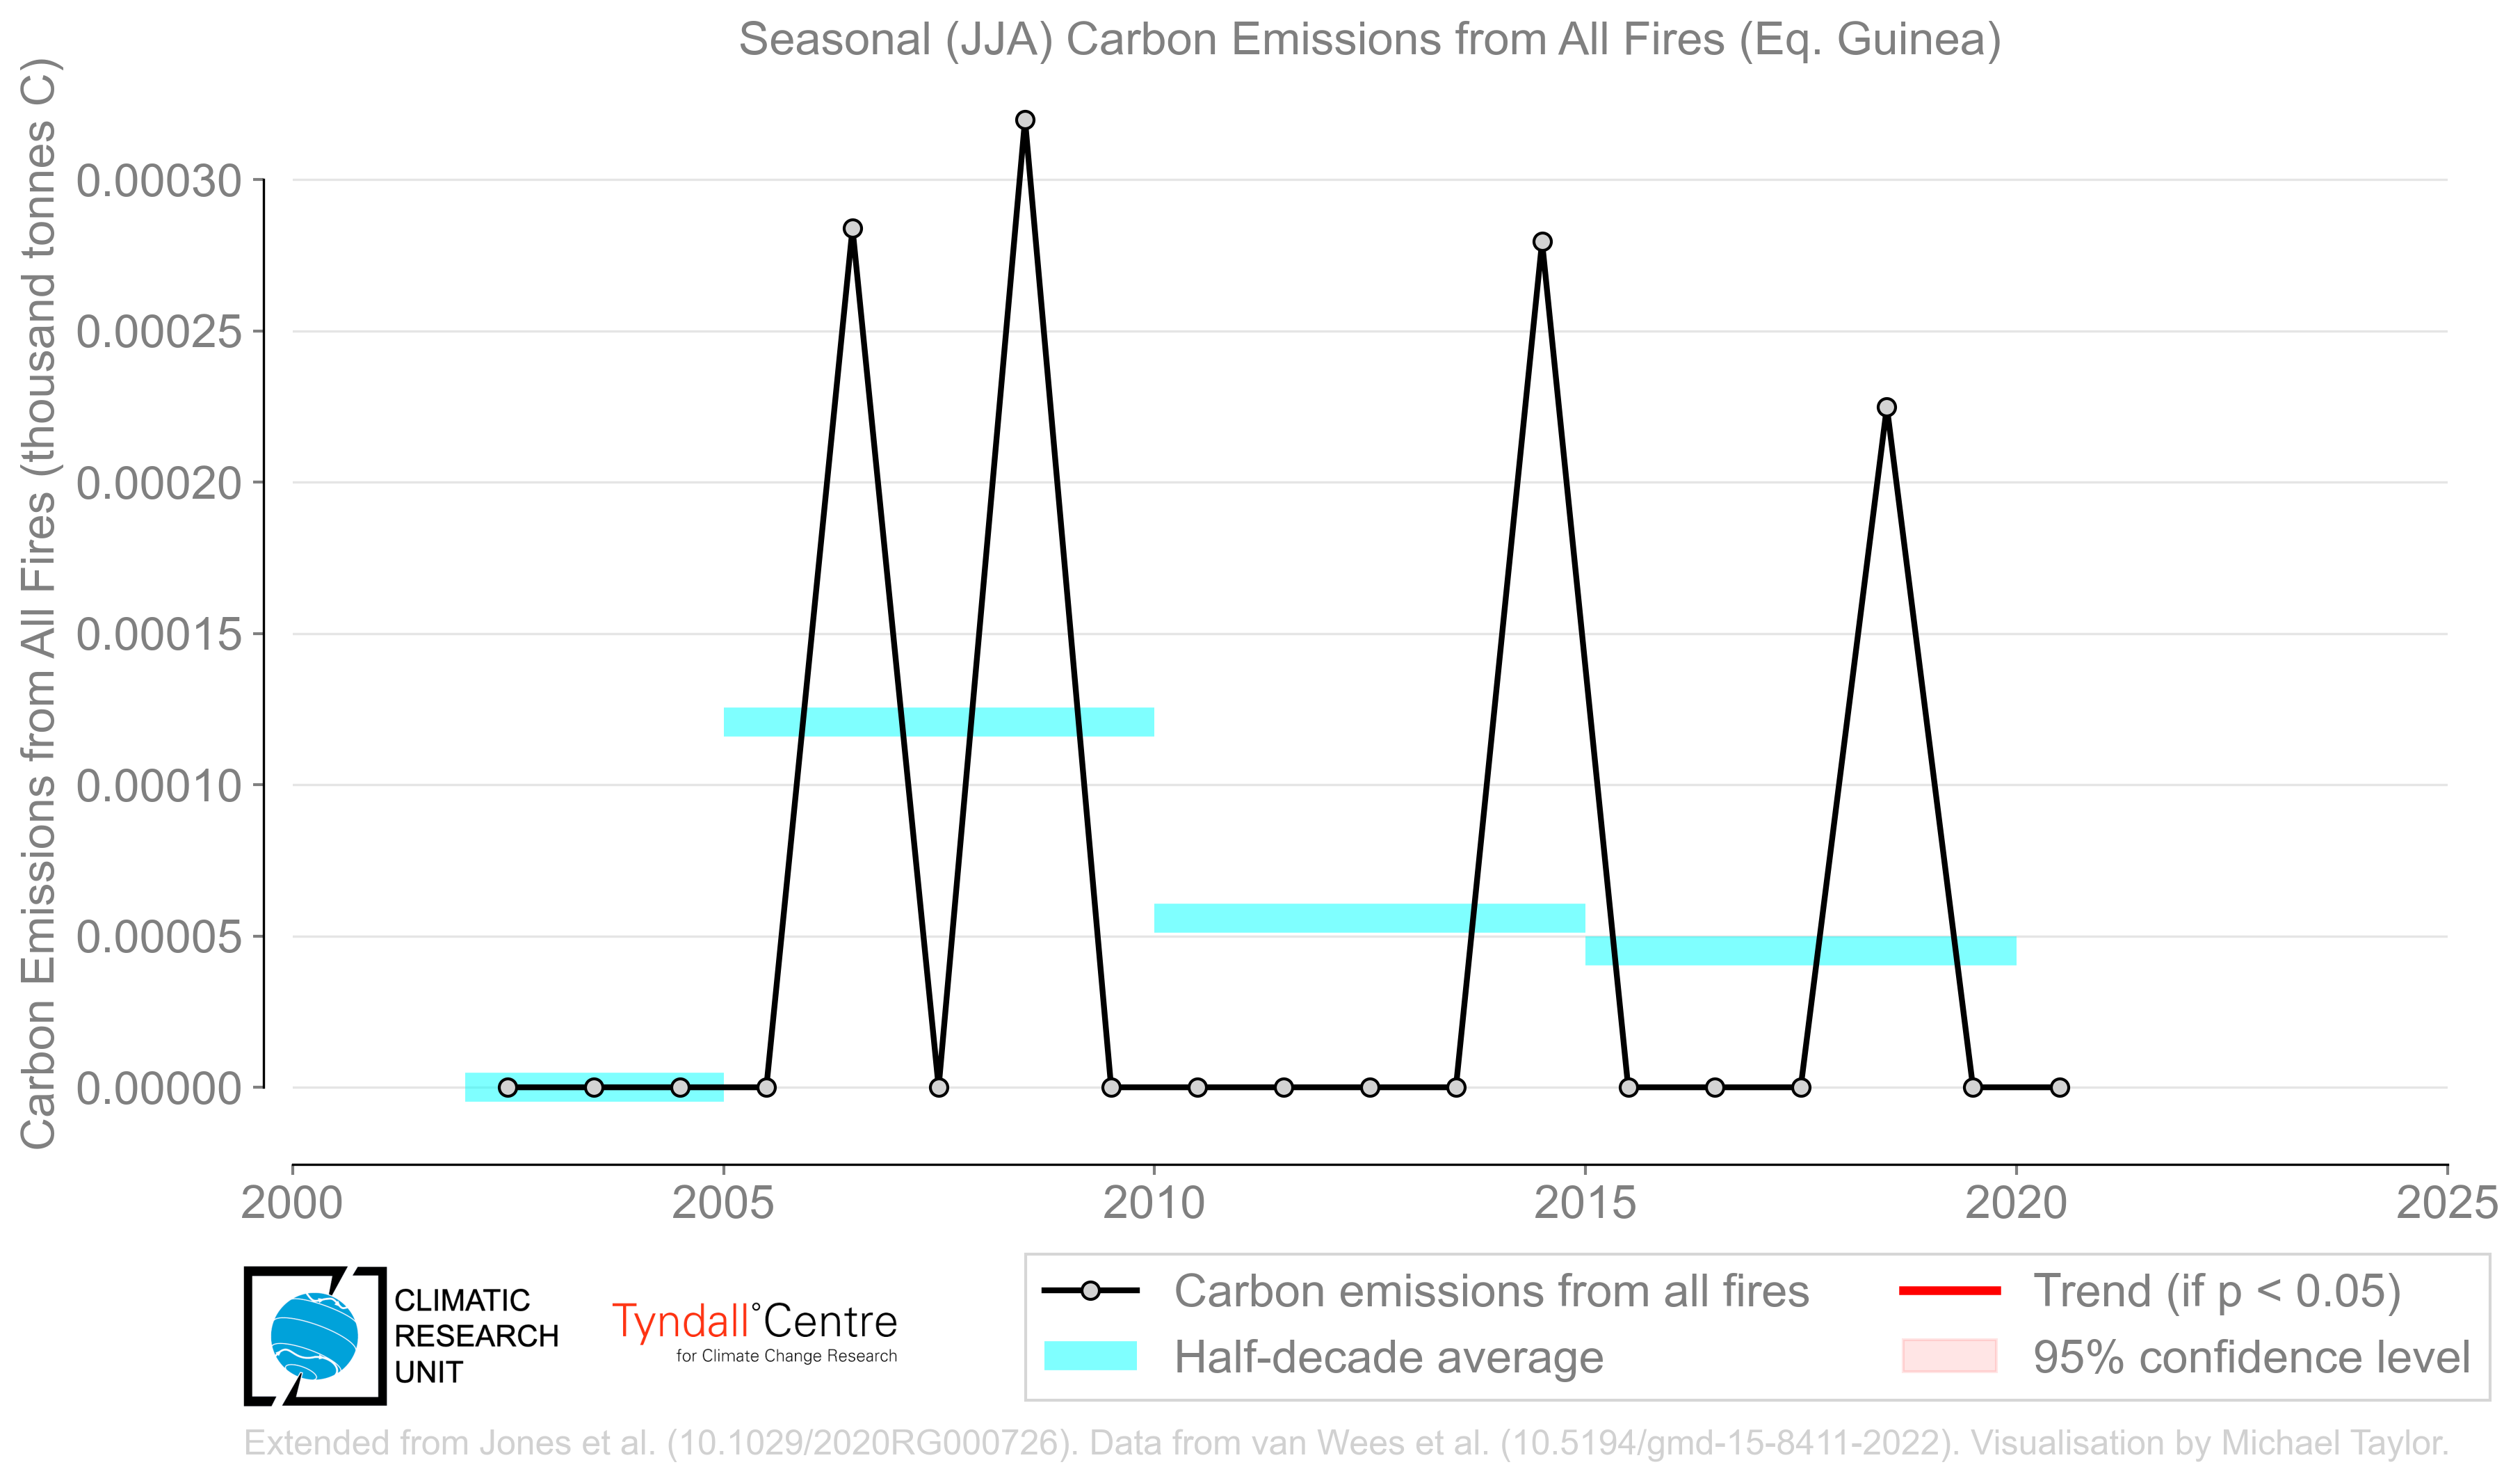 Seasonal (JJA) Carbon Emissions from All Fires (Eq. Guinea)
Carbon Emissions from All Fires (thousand tonnes C)
0.00030
0.00025
0.00020
0.00015
0.00010
0.00005
0.00000
2000 2005 2010 2015 2020 2025
CLIMATIC
RESEARCH
UNIT
Tyndall°Centre
for Climate Change Research
Carbon emissions from all fires
Half-decade average
Trend (if p < 0.05)
95% confidence level
Extended from Jones et al. (10.1029/2020RG000726). Data from van Wees et al. (10.5194/gmd-15-8411-2022). Visualisation by Michael Taylor.